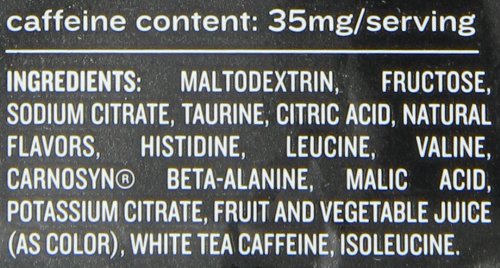 caffeine content: 35mg/serving
INGREDIENTS: MALTODEXTRIN, FRUCTOSE,
SODIUM CITRATE, TAURINE, CITRIC ACID, NATURAL
FLAVORS, HISTIDINE, LEUCINE, VALINE,
CARNOSYN® BETA-ALANINE, MALIC ACID,
POTASSIUM CITRATE, FRUIT AND VEGETABLE JUICE
(AS COLOR), WHITE TEA CAFFEINE, ISOLEUCINE.